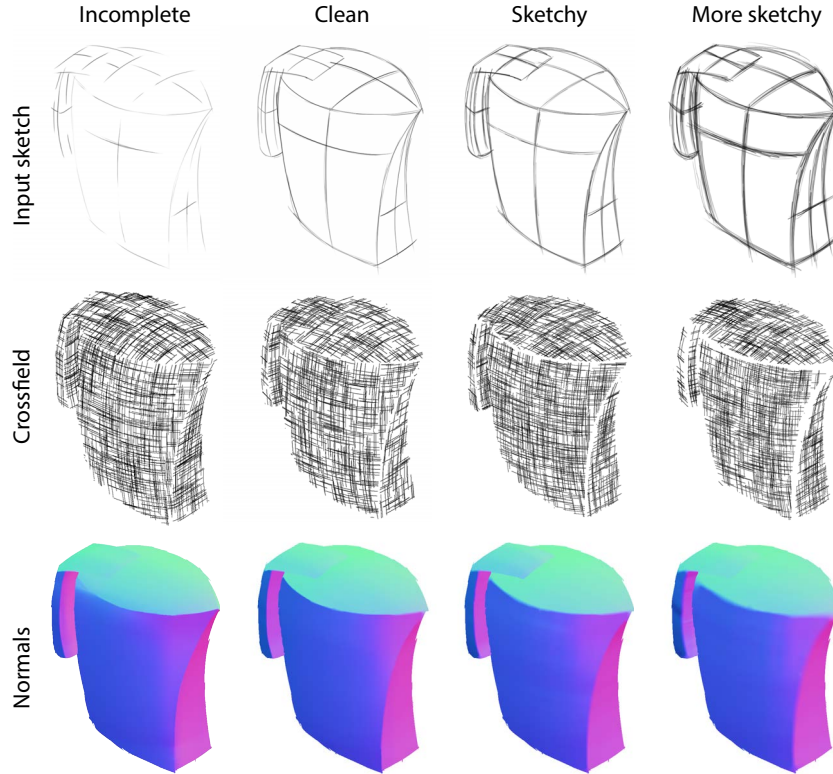 Incomplete Clean Sketchy More sketchy
Input sketch
Crossfield
Normals